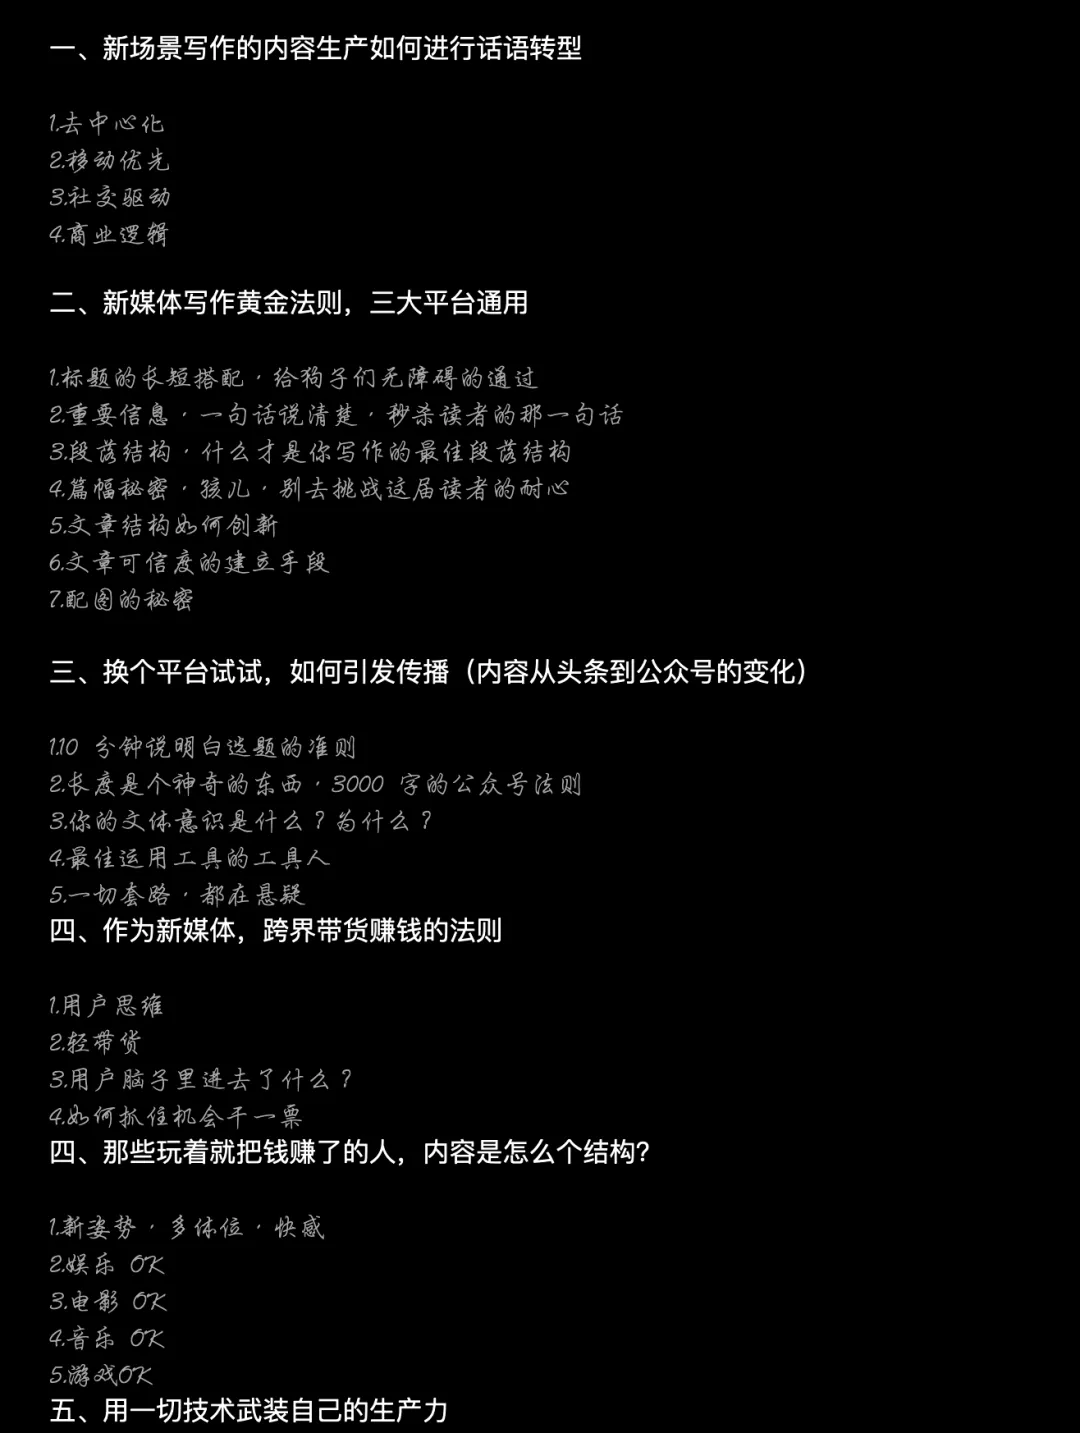 一、新场景写作的内容生产如何进行话语转型
1.去中心化
2.移动优先
3.社交驱动
4.商业逻辑
二、新媒体写作黄金法则，三大平台通用
1.标题的长短搭配，给狗子们无障碍的通过
2.重要信息，一句话说清楚，秒杀读者的那一句话
3.段落结构，什么才是你写作的最佳段落结构
4.篇幅秘密，孩儿，别去挑战这届读者的耐心
5.文章结构如何创新
6.文章可信度的建立手段
7.配图的秘密
三、换个平台试试，如何引发传播（内容从头条到公众号的变化）
1.10 分钟说明白选题的准则
2.长度是个神奇的东西，3000 字的公众号法则
3.你的文体意识是什么？为什么？
4.最佳运用工具的工具人
5.一切套路，都在悬疑
四、作为新媒体，跨界带货赚钱的法则
1.用户思维
2.轻带货
3.用户脑子里进去了什么？
4.如何抓住机会干一票
四、那些玩着就把钱赚了的人，内容是怎么个结构？
1.新姿势，多体位，快感
2.娱乐 OK
3.电影 OK
4.音乐 OK
5.游戏OK
五、用一切技术武装自己的生产力